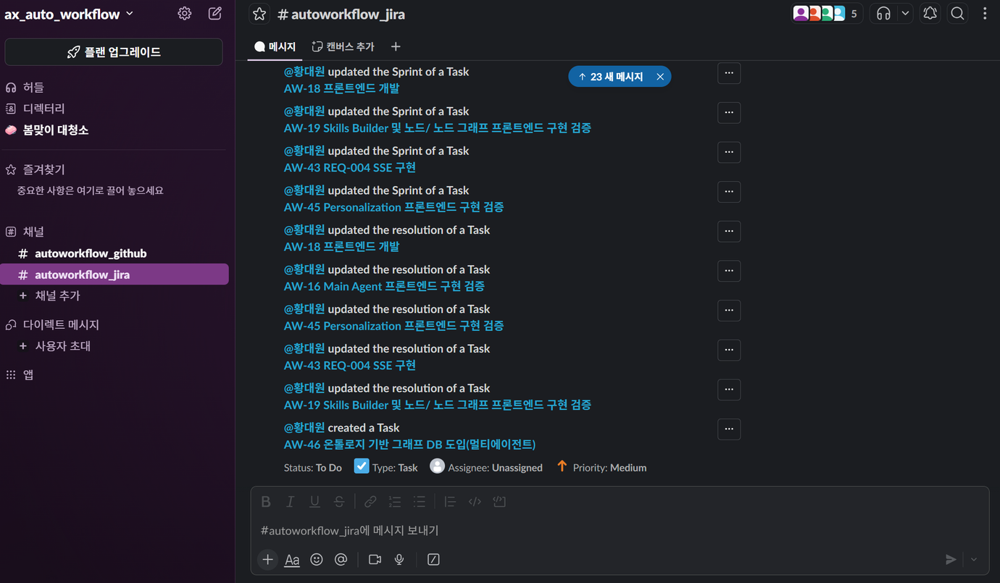 ax_auto_workflow
플랜 업그레이드
허들
디렉터리
봄맞이 대청소
즐겨찾기
중요한 사항은 여기로 끌어 놓으세요
채널
# autoworkflow_github
# autoworkflow_jira
+ 채널 추가
다이렉트 메시지
+ 사용자 초대
앱
# autoworkflow_jira
5
메시지
캔버스 추가
↑ 23 새 메시지
@황대원 updated the Sprint of a Task
AW-18 프론트엔드 개발
@황대원 updated the Sprint of a Task
AW-19 Skills Builder 및 노드/ 노드 그래프 프론트엔드 구현 검증
@황대원 updated the Sprint of a Task
AW-43 REQ-004 SSE 구현
@황대원 updated the Sprint of a Task
AW-45 Personalization 프론트엔드 구현 검증
@황대원 updated the resolution of a Task
AW-18 프론트엔드 개발
@황대원 updated the resolution of a Task
AW-16 Main Agent 프론트엔드 구현 검증
@황대원 updated the resolution of a Task
AW-45 Personalization 프론트엔드 구현 검증
@황대원 updated the resolution of a Task
AW-43 REQ-004 SSE 구현
@황대원 updated the resolution of a Task
AW-19 Skills Builder 및 노드/ 노드 그래프 프론트엔드 구현 검증
@황대원 created a Task
AW-46 온톨로지 기반 그래프 DB 도입(멀티에이전트)
Status: To Do Type: Task Assignee: Unassigned Priority: Medium
B I U S
#autoworkflow_jira에 메시지 보내기
Aa